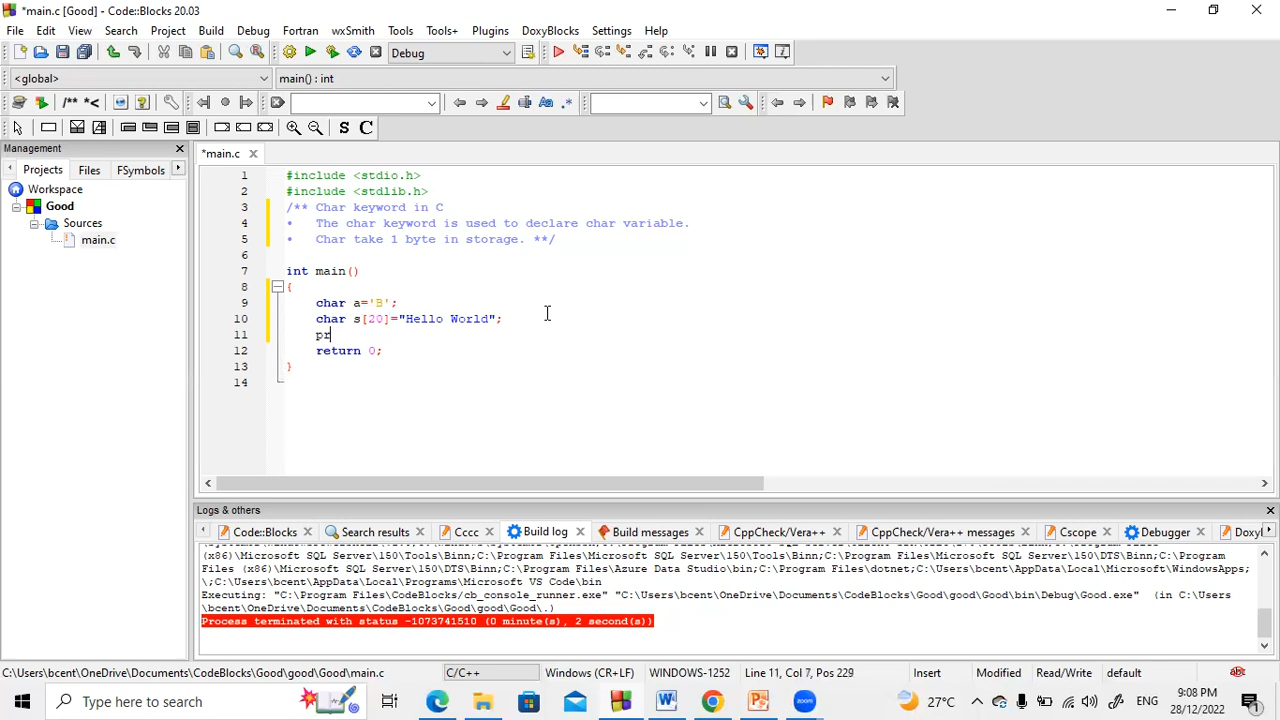 *main.c [Good] - Code::Blocks 20.03
File Edit View Search Project Build Debug Fortran wxSmith Tools Tools+ Plugins DoxyBlocks Settings Help
Debug
<global> main() : int
/** *<
Aa .*
S C
Management
Projects Files FSymbols
Workspace
Good
Sources
main.c
*main.c
1 #include <stdio.h>
2 #include <stdlib.h>
3 /** Char keyword in C
4 • The char keyword is used to declare char variable.
5 • Char take 1 byte in storage. **/
6
7 int main()
8 {
9 char a='B';
10 char s[20]="Hello World";
11 pr
12 return 0;
13 }
14
Logs & others
Code::Blocks Search results Cccc Build log Build messages CppCheck/Vera++ CppCheck/Vera++ messages Cscope Debugger Doxyl
(x86)\Microsoft SQL Server\150\Tools\Binn;C:\Program Files\Microsoft SQL Server\150\DTS\Binn;C:\Program
Files (x86)\Microsoft SQL Server\150\DTS\Binn;C:\Program Files\Azure Data Studio\bin;C:\Program Files\dotnet;C:\Users\bcent\AppData\Local\Microsoft\WindowsApps;
\;C:\Users\bcent\AppData\Local\Programs\Microsoft VS Code\bin
Executing: "C:\Program Files\CodeBlocks/cb_console_runner.exe" "C:\Users\bcent\OneDrive\Documents\CodeBlocks\Good\good\Good\bin\Debug\Good.exe" (in C:\Users
\bcent\OneDrive\Documents\CodeBlocks\Good\good\Good\.)
Process terminated with status -1073741510 (0 minute(s), 2 second(s))
C:\Users\bcent\OneDrive\Documents\CodeBlocks\Good\good\Good\main.c C/C++ Windows (CR+LF) WINDOWS-1252 Line 11, Col 7, Pos 229 Insert Modified Read/Write default
Type here to search
zoom
27°C
9:08 PM
28/12/2022